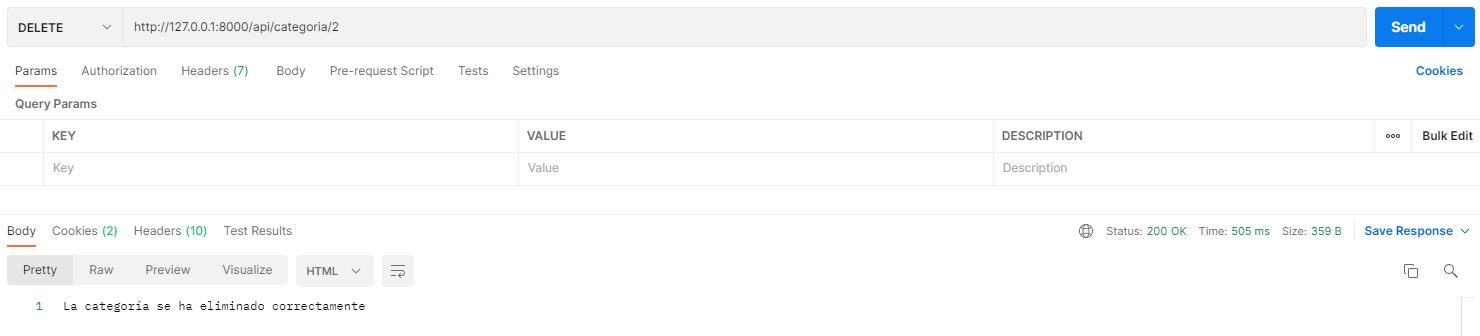 DELETE http://127.0.0.1:8000/api/categoria/2 Send
Params Authorization Headers (7) Body Pre-request Script Tests Settings Cookies
Query Params
KEY VALUE DESCRIPTION ooo Bulk Edit
Key Value Description
Body Cookies (2) Headers (10) Test Results Status: 200 OK Time: 505 ms Size: 359 B Save Response
Pretty Raw Preview Visualize HTML
1 La categoría se ha eliminado correctamente